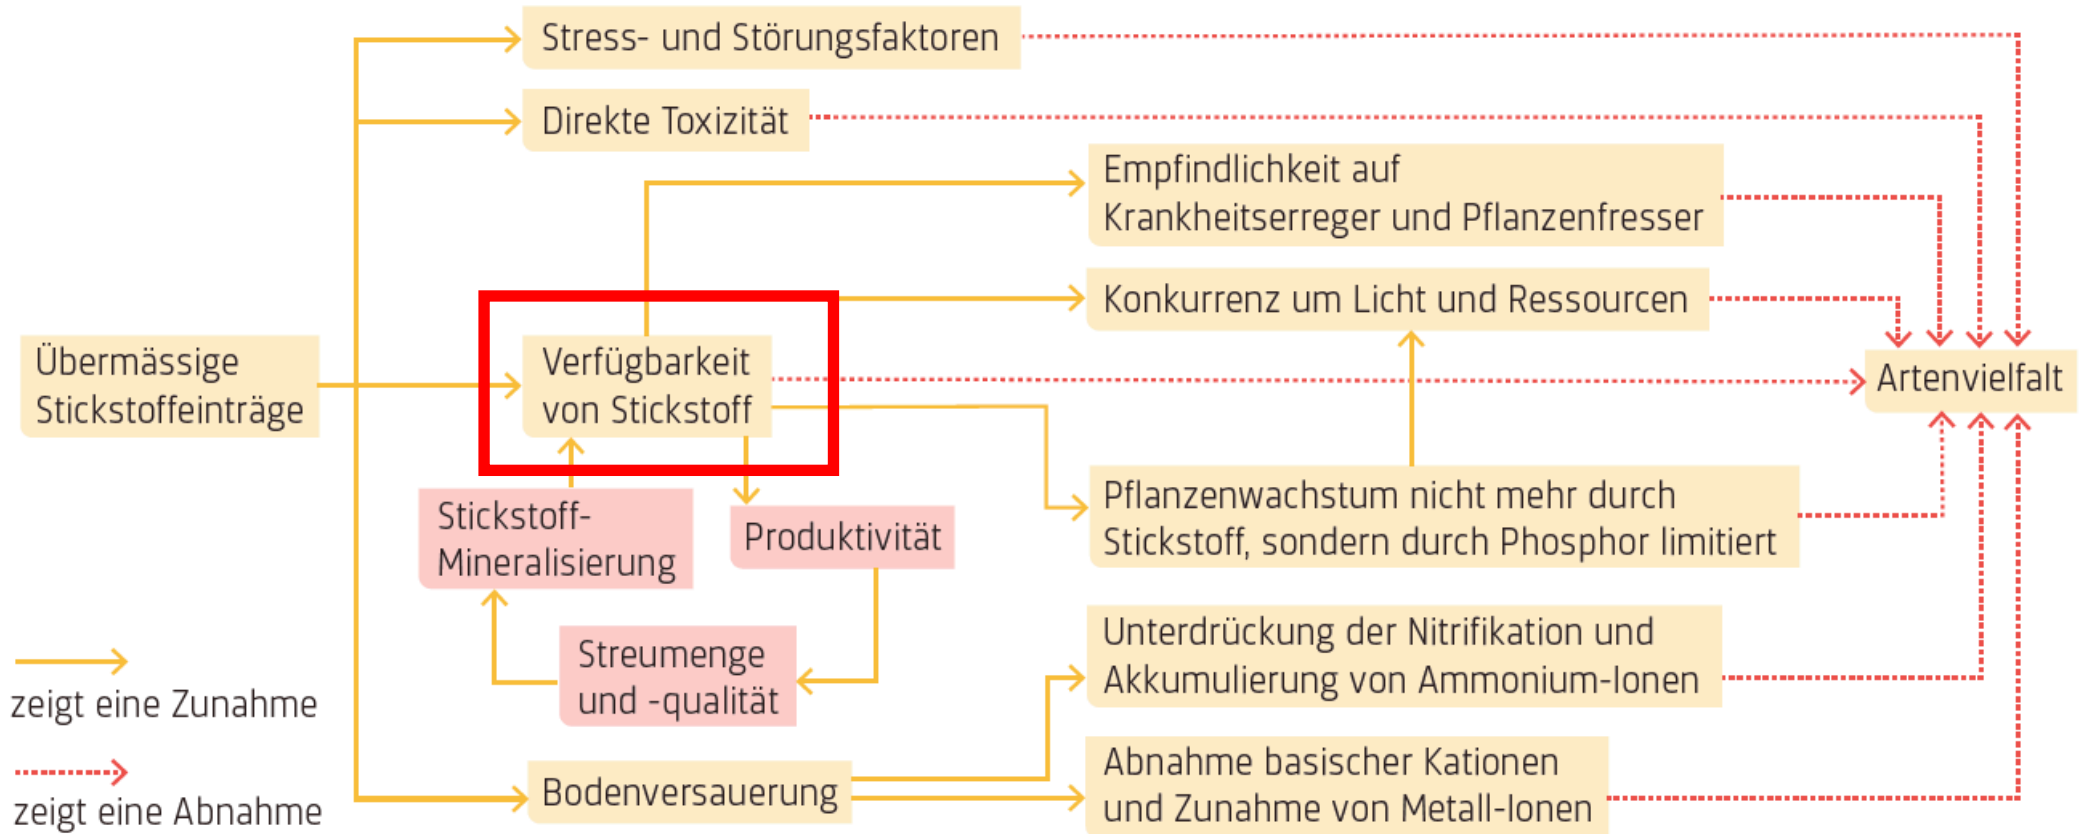 Stress- und Störungsfaktoren
Direkte Toxizität
Empfindlichkeit auf
Krankheitserreger und Pflanzenfresser
Konkurrenz um Licht und Ressourcen
Übermässige
Stickstoffeinträge
Verfügbarkeit
von Stickstoff
Artenvielfalt
Stickstoff-
Mineralisierung
Produktivität
Pflanzenwachstum nicht mehr durch
Stickstoff, sondern durch Phosphor limitiert
Streumenge
und -qualität
Unterdrückung der Nitrifikation und
Akkumulierung von Ammonium-Ionen
Bodenversauerung
Abnahme basischer Kationen
und Zunahme von Metall-Ionen
zeigt eine Zunahme
zeigt eine Abnahme